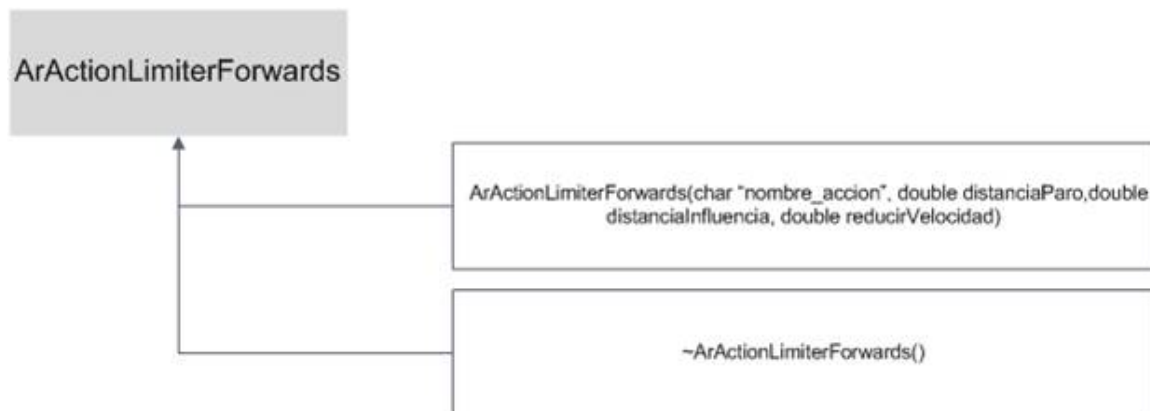 ArActionLimiterForwards
ArActionLimiterForwards(char "nombre_accion", double distanciaParo,double
distanciaInfluencia, double reducirVelocidad)
~ArActionLimiterForwards()